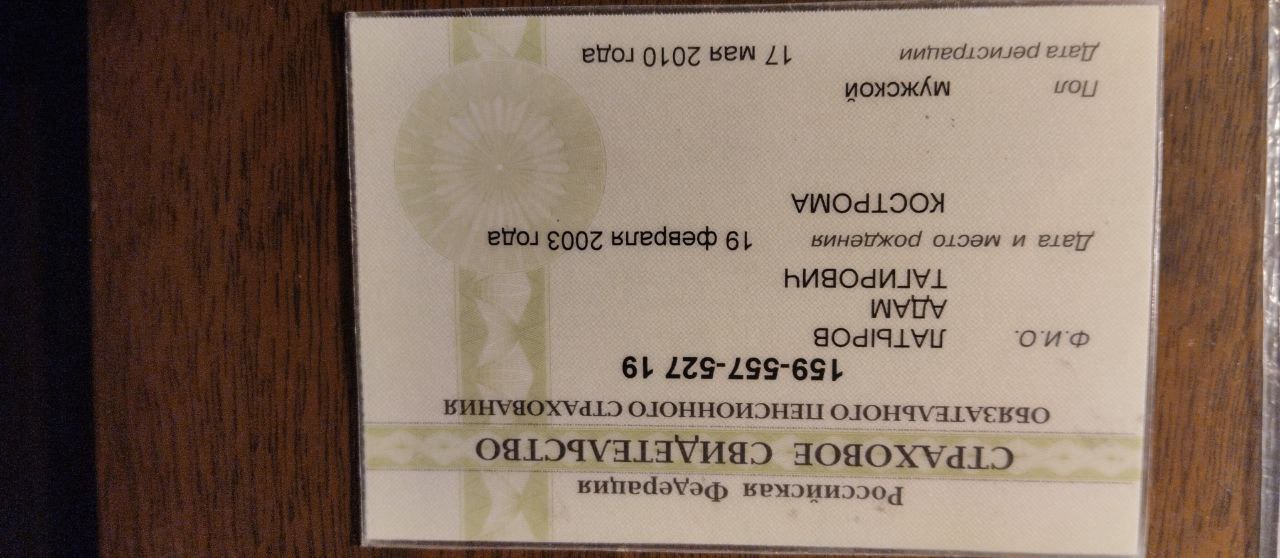 Российская Федерация
СТРАХОВОЕ СВИДЕТЕЛЬСТВО
ОБЯЗАТЕЛЬНОГО ПЕНСИОННОГО СТРАХОВАНИЯ
159-557-527 19
Ф.И.О. ЛАТЫРОВ
АДАМ
ТАГИРОВИЧ
Дата и место рождения 19 февраля 2003 года
КОСТРОМА
Пол мужской
Дата регистрации 17 мая 2010 года